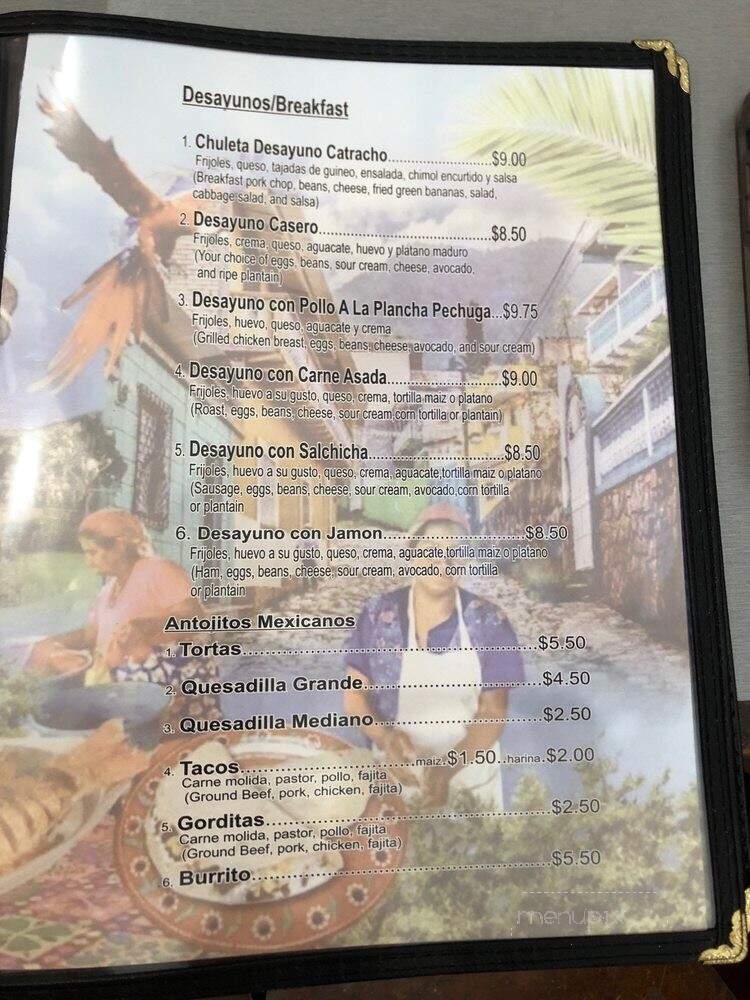 Desayunos/Breakfast
1. Chuleta Desayuno Catracho..................$9.00
Frijoles, queso, tajadas de guineo, ensalada, chimol encurtido y salsa
(Breakfast pork chop, beans, cheese, fried green bananas, salad,
cabbage salad, and salsa)
2. Desayuno Casero..............................$8.50
Frijoles, crema, queso, aguacate, huevo y platano maduro
(Your choice of eggs, beans, sour cream, cheese, avocado,
and ripe plantain)
3. Desayuno con Pollo A La Plancha Pechuga...$9.75
Frijoles, huevo, queso, aguacate y crema
(Grilled chicken breast, eggs, beans, cheese, avocado, and sour cream)
4. Desayuno con Carne Asada....................$9.00
Frijoles, huevo a su gusto, queso, crema, tortilla maiz o platano
(Roast, eggs, beans, cheese, sour cream,corn tortilla or plantain)
5. Desayuno con Salchicha.......................$8.50
Frijoles, huevo a su gusto, queso, crema, aguacate,tortilla maiz o platano
(Sausage, eggs, beans, cheese, sour cream, avocado,corn tortilla
or plantain
6. Desayuno con Jamon.........................$8.50
Frijoles, huevo a su gusto, queso, crema, aguacate,tortilla maiz o platano
(Ham, eggs, beans, cheese, sour cream, avocado, corn tortilla
or plantain
Antojitos Mexicanos
1. Tortas.................................................$5.50
2. Quesadilla Grande.............................$4.50
3. Quesadilla Mediano...........................$2.50
4. Tacos.............................maiz.$1.50..harina.$2.00
Carne molida, pastor, pollo, fajita
(Ground Beef, pork, chicken, fajita)
5. Gorditas..............................................$2.50
Carne molida, pastor, pollo, fajita
(Ground Beef, pork, chicken, fajita)
6. Burrito.................................................$5.50
menupix